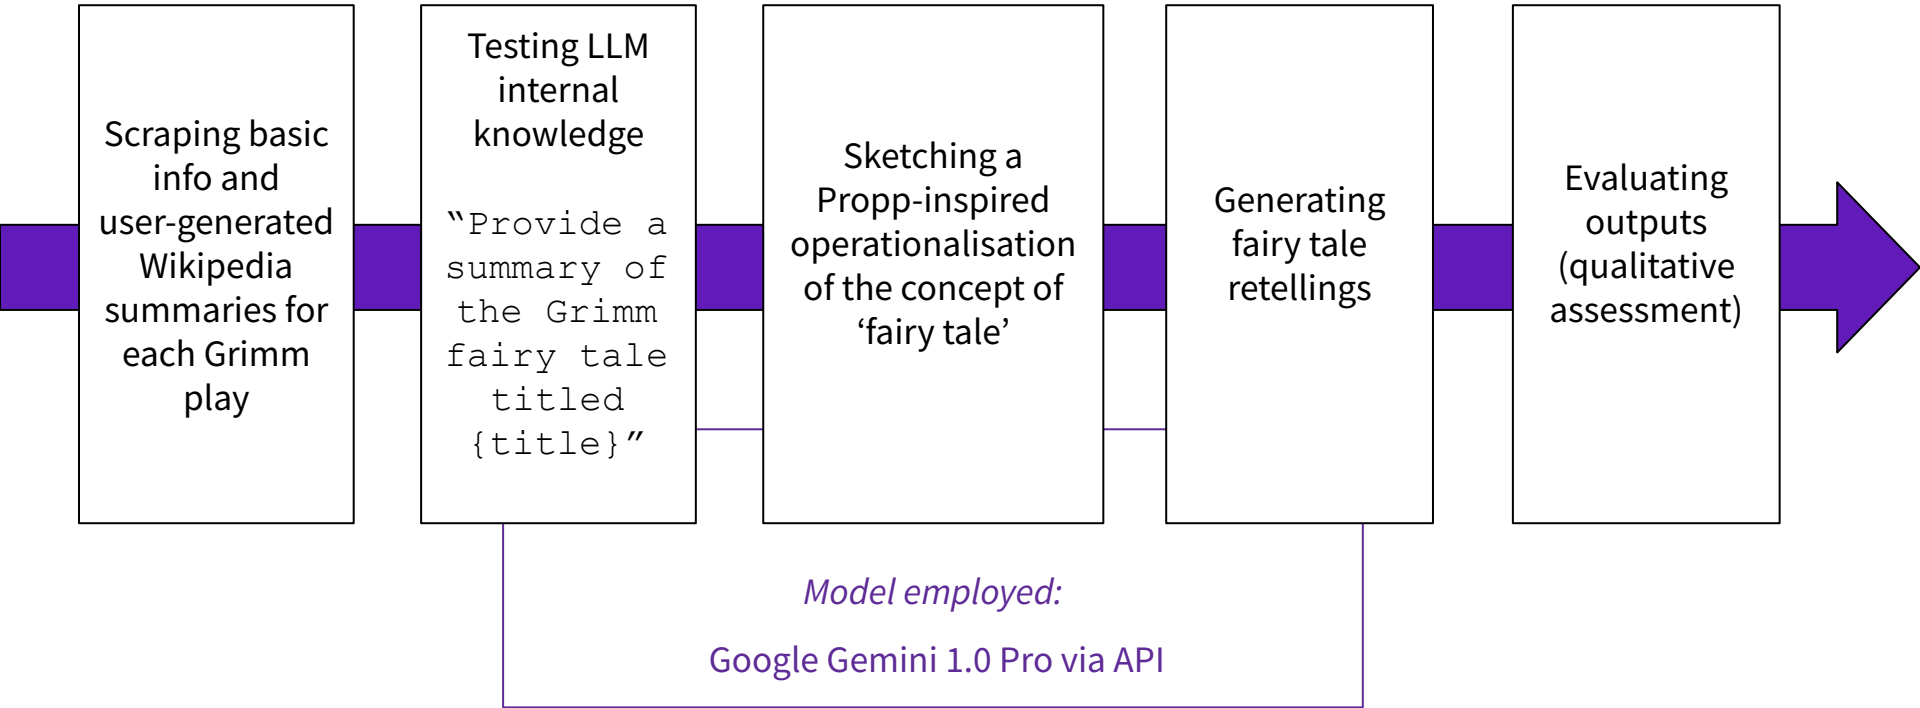 Scraping basic
info and
user-generated
Wikipedia
summaries for
each Grimm
play
Testing LLM
internal
knowledge
“Provide a
summary of
the Grimm
fairy tale
titled
{title}”
Sketching a
Propp-inspired
operationalisation
of the concept of
‘fairy tale’
Generating
fairy tale
retellings
Evaluating
outputs
(qualitative
assessment)
Model employed:
Google Gemini 1.0 Pro via API